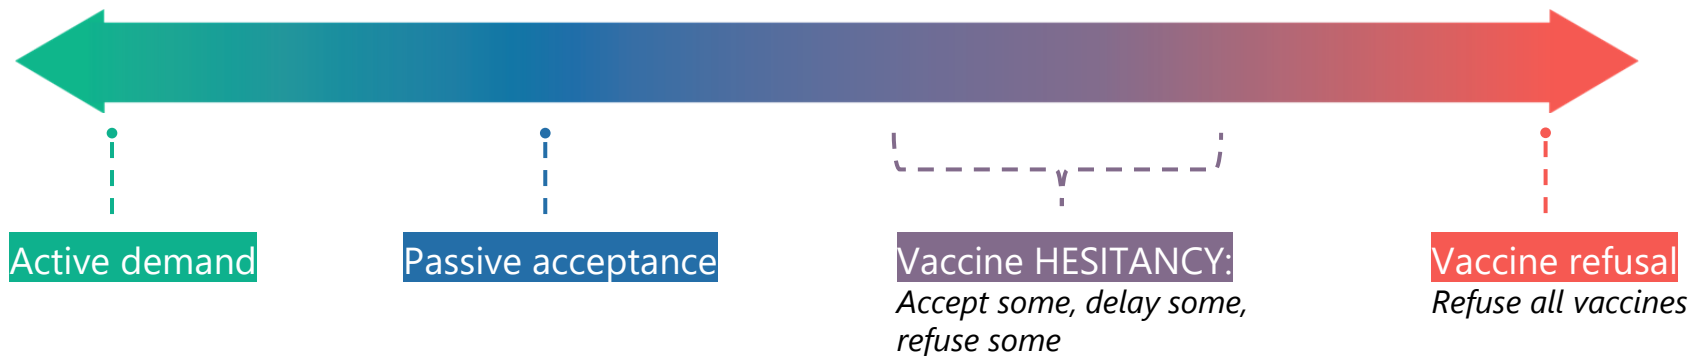 Active demand
Passive acceptance
Vaccine HESITANCY:
Accept some, delay some,
refuse some
Vaccine refusal
Refuse all vaccines